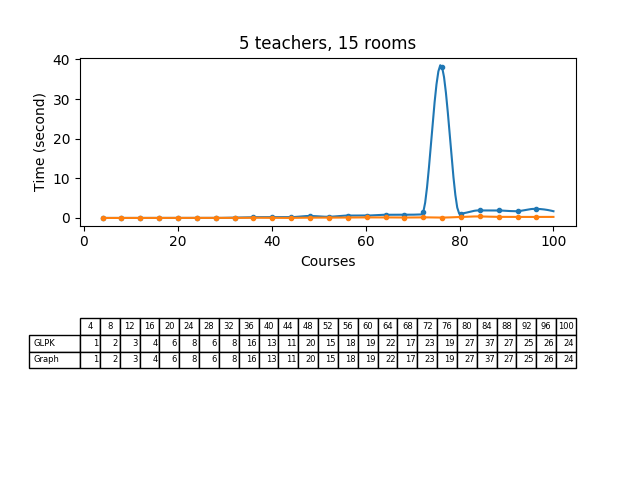 5 teachers, 15 rooms
40
30
20
10
0
Time (second)
0 20 40 60 80 100
Courses
4 8 12 16 20 24 28 32 36 40 44 48 52 56 60 64 68 72 76 80 84 88 92 96 100
GLPK 1 2 3 4 6 8 6 8 16 13 11 20 15 18 19 22 17 23 19 27 37 27 25 26 24
Graph 1 2 3 4 6 8 6 8 16 13 11 20 15 18 19 22 17 23 19 27 37 27 25 26 24